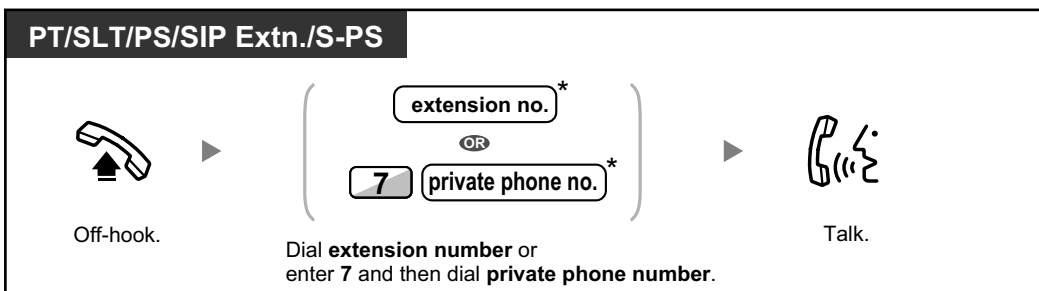 PT/SLT/PS/SIP Extn./S-PS
extension no.*
OR
7 private phone no.*
Off-hook.
Dial extension number or
enter 7 and then dial private phone number.
Talk.